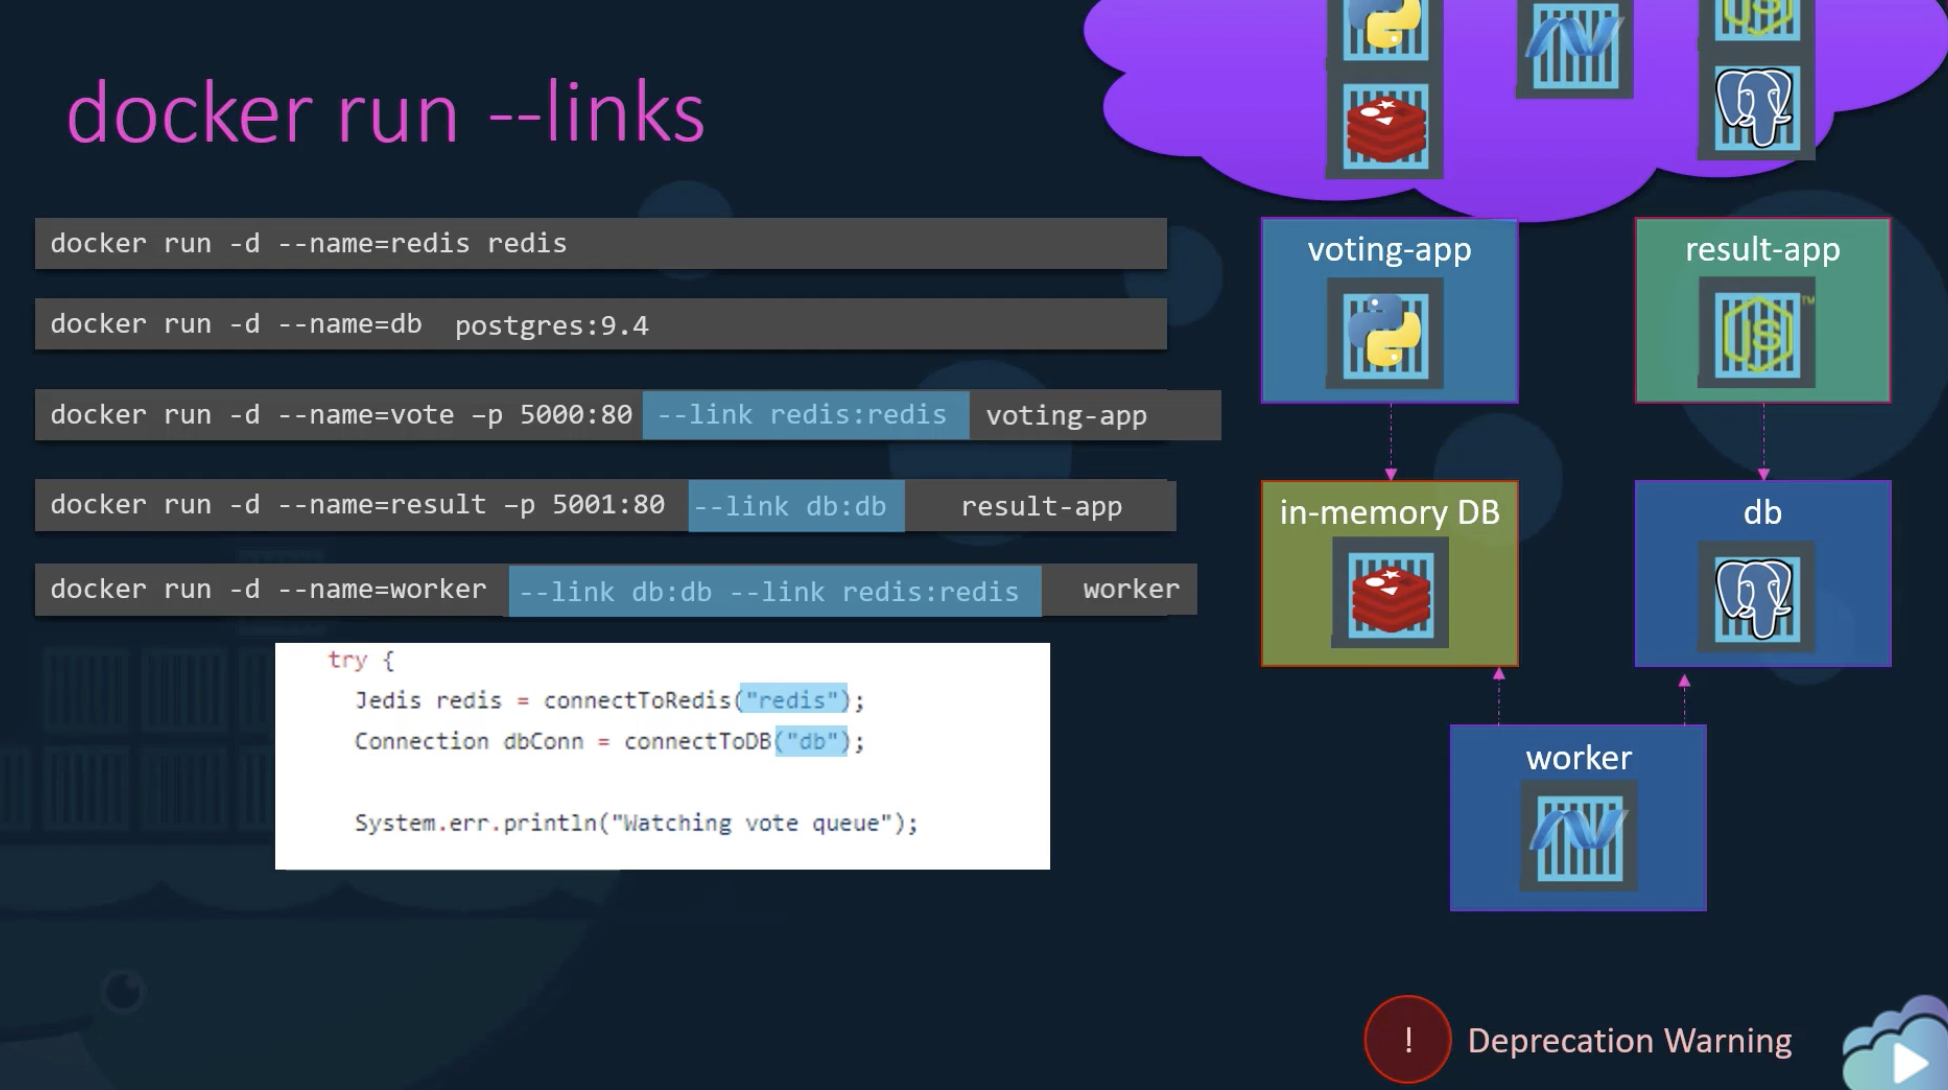 docker run --links
docker run -d --name=redis redis
docker run -d --name=db postgres:9.4
docker run -d --name=vote –p 5000:80 --link redis:redis voting-app
docker run -d --name=result –p 5001:80 --link db:db result-app
docker run -d --name=worker --link db:db --link redis:redis worker
try {
Jedis redis = connectToRedis("redis");
Connection dbConn = connectToDB("db");
System.err.println("Watching vote queue");
JS
voting-app
result-app
JS
TM
in-memory DB
db
worker
!
Deprecation Warning